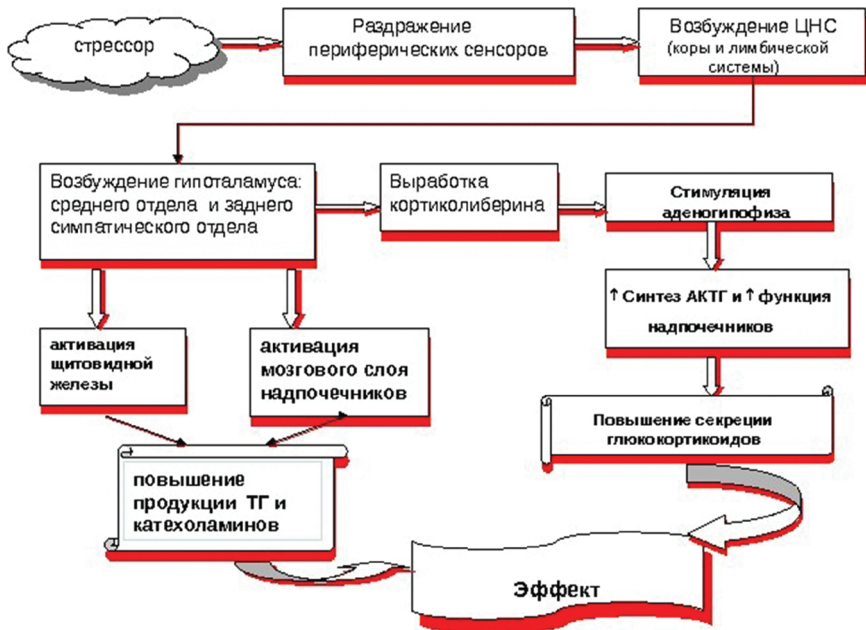 стрессор
Раздражение
периферических сенсоров
Возбуждение ЦНС
(коры и лимбической
системы)
Возбуждение гипоталамуса:
среднего отдела и заднего
симпатического отдела
Выработка
кортиколиберина
Стимуляция
аденогипофиза
↑ Синтез АКТГ и ↑ функция
надпочечников
активация
щитовидной
железы
активация
мозгового слоя
надпочечников
Повышение секреции
глюкокортикоидов
повышение
продукции ТГ и
катехоламинов
Эффект